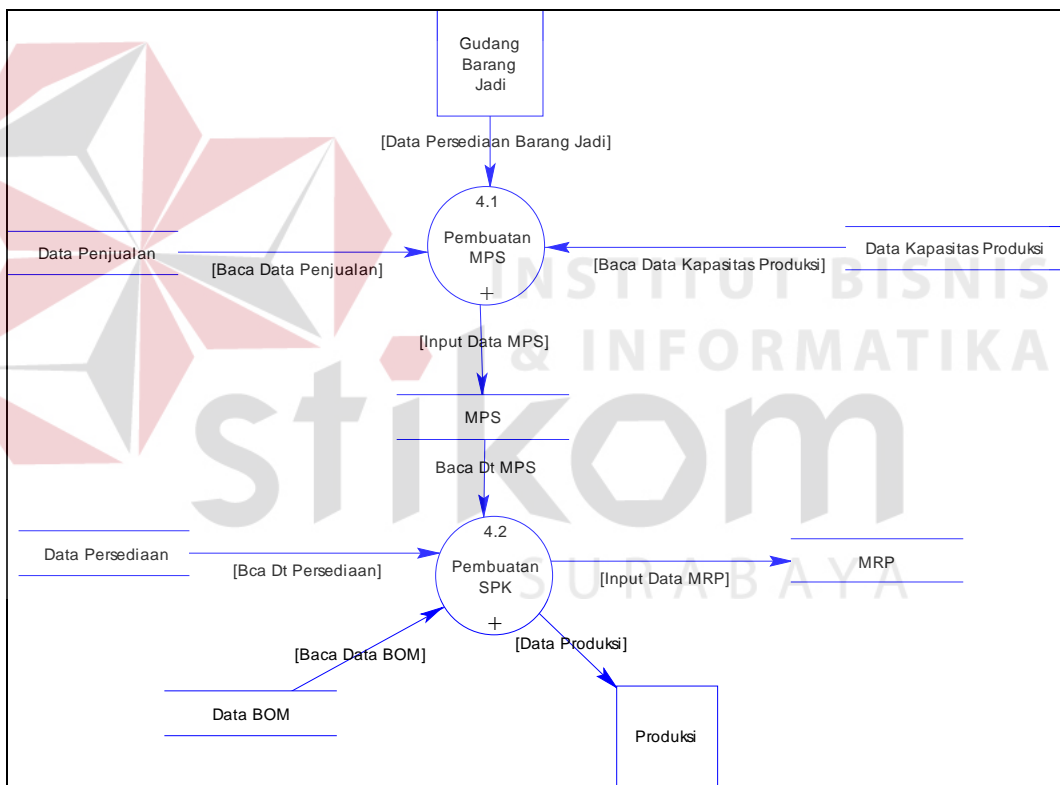 Gudang
Barang
Jadi
[Data Persediaan Barang Jadi]
4.1
Pembuatan
MPS
+
Data Penjualan
[Baca Data Penjualan]
[Baca Data Kapasitas Produksi]
Data Kapasitas Produksi
INSTITUT BISNIS
& INFORMATIKA
[Input Data MPS]
stikom
MPS
Baca Dt MPS
4.2
Pembuatan
SPK
+
Data Persediaan
[Bca Dt Persediaan]
[Input Data MRP]
MRP
SURABAYA
[Baca Data BOM]
[Data Produksi]
Data BOM
Produksi